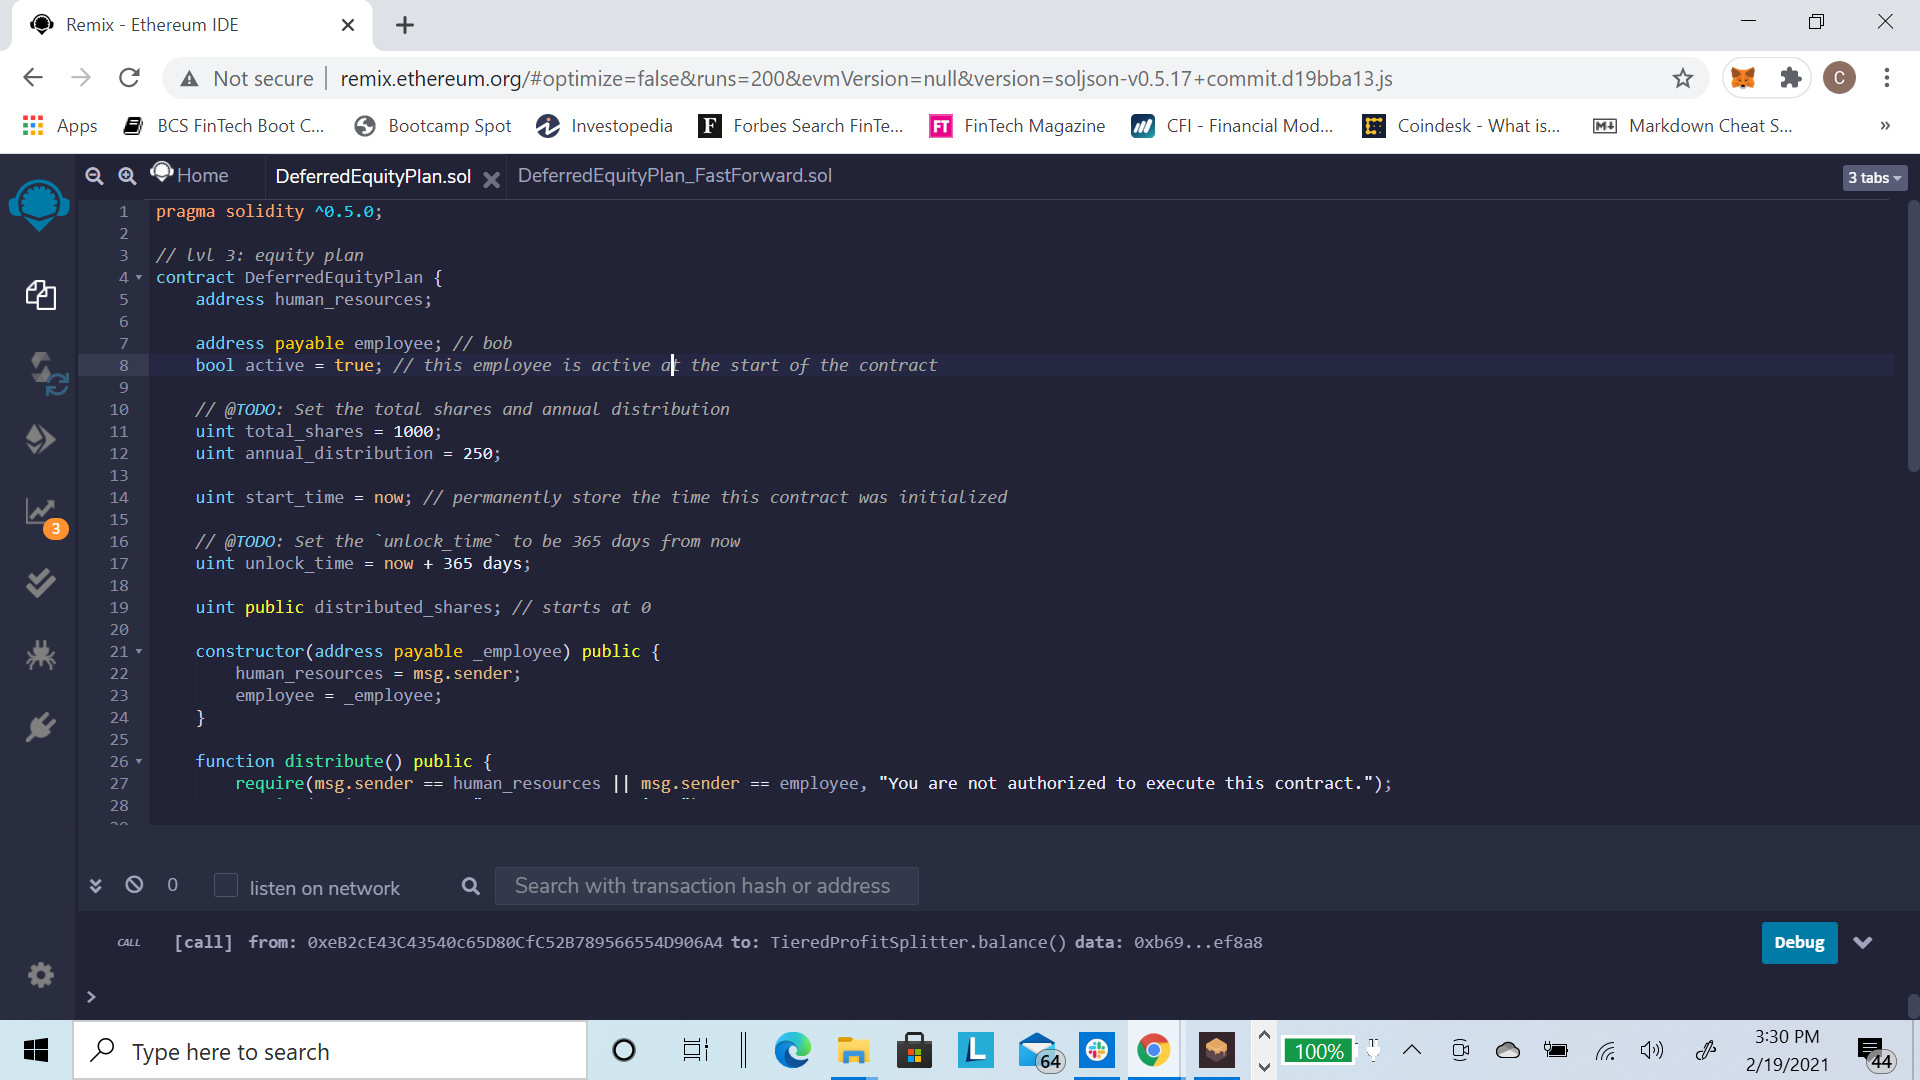 Remix - Ethereum IDE
Not secure
remix.ethereum.org/#optimize=false&runs=200&evmVersion=null&version=soljson-v0.5.17+commit.d19bba13.js
C
Apps
BCS FinTech Boot C...
Bootcamp Spot
Investopedia
F
Forbes Search FinTe...
FT
FinTech Magazine
CFI - Financial Mod...
Coindesk - What is...
Markdown Cheat S...
»
Home
DeferredEquityPlan.sol
DeferredEquityPlan_FastForward.sol
3 tabs
1 pragma solidity ^0.5.0;
2
3 // lvl 3: equity plan
4 contract DeferredEquityPlan {
5 address human_resources;
6
7 address payable employee; // bob
8 bool active = true; // this employee is active at the start of the contract
9
10 // @TODO: Set the total shares and annual distribution
11 uint total_shares = 1000;
12 uint annual_distribution = 250;
13
14 uint start_time = now; // permanently store the time this contract was initialized
15
16 // @TODO: Set the `unlock_time` to be 365 days from now
17 uint unlock_time = now + 365 days;
18
19 uint public distributed_shares; // starts at 0
20
21 constructor(address payable _employee) public {
22 human_resources = msg.sender;
23 employee = _employee;
24 }
25
26 function distribute() public {
27 require(msg.sender == human_resources || msg.sender == employee, "You are not authorized to execute this contract.");
28
3
0
listen on network
Search with transaction hash or address
CALL
[call] from: 0xeB2cE43C43540c65D80CfC52B789566554D906A4 to: TieredProfitSplitter.balance() data: 0xb69...ef8a8
Debug
>
Type here to search
L
64
100%
3:30 PM
2/19/2021
44